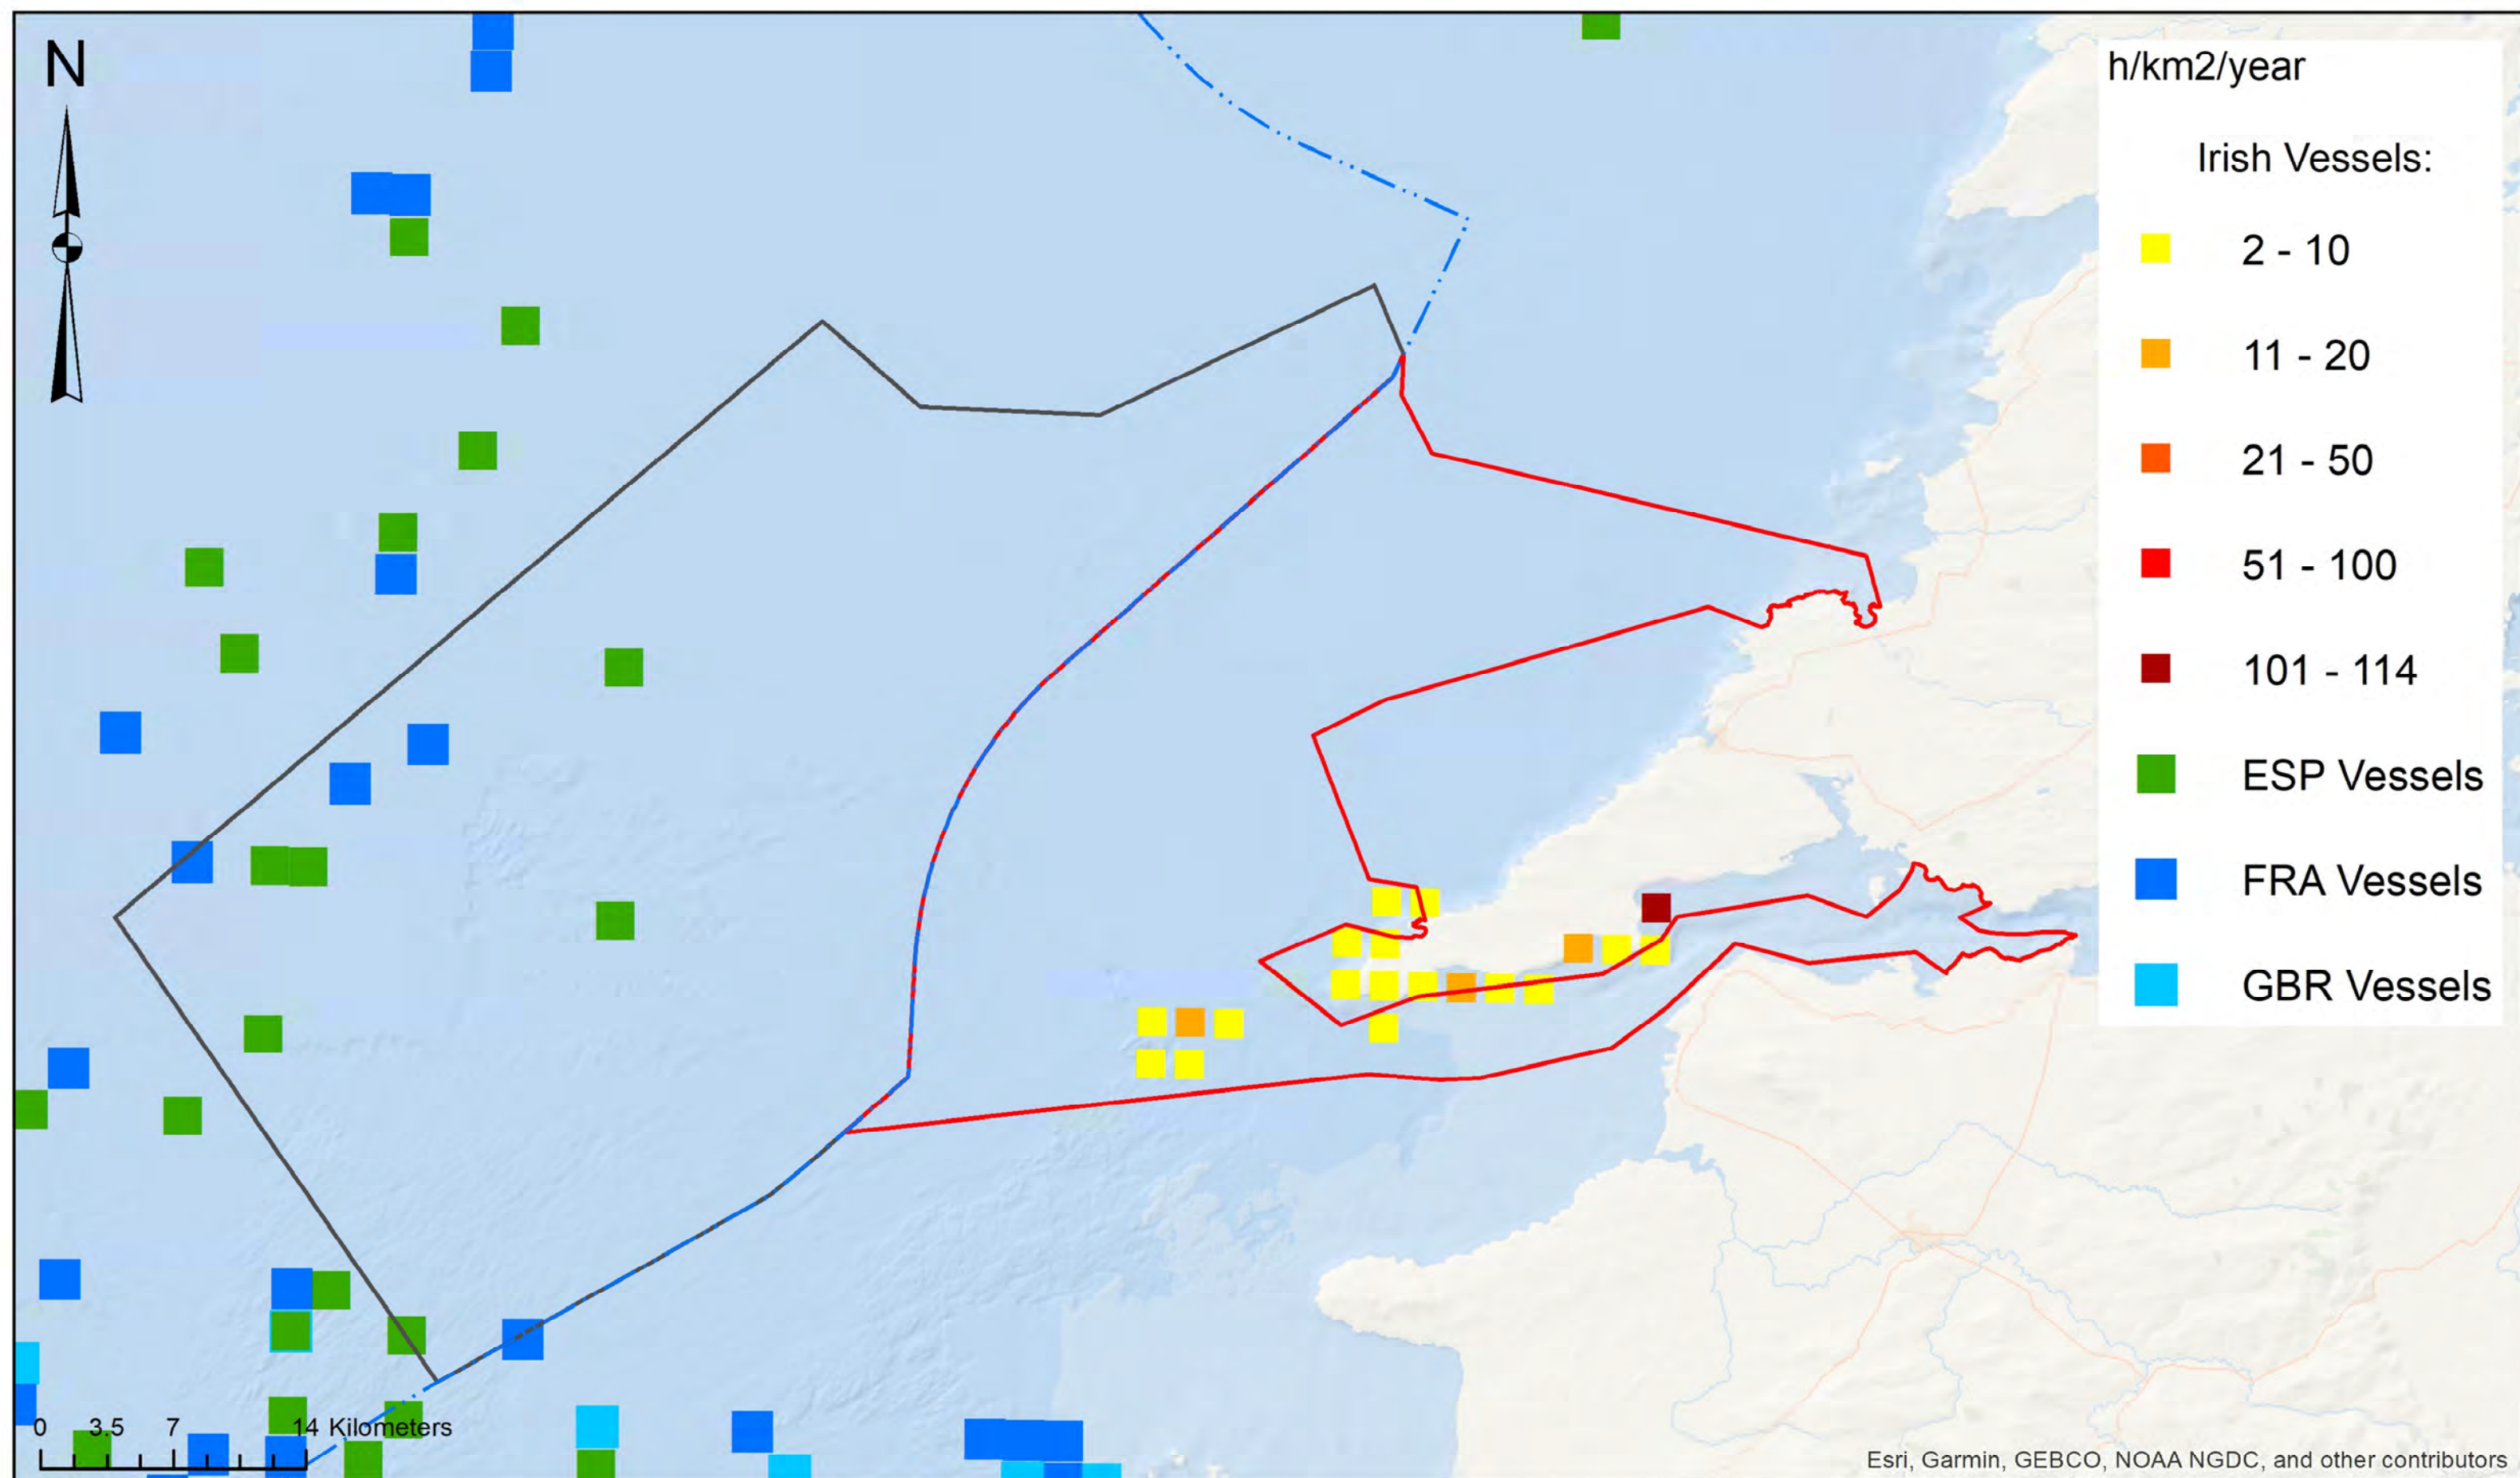 N
h/km2/year
Irish Vessels:
2 - 10
11 - 20
21 - 50
51 - 100
101 - 114
ESP Vessels
FRA Vessels
GBR Vessels
0 3.5 7 14 Kilometers
Esri, Garmin, GEBCO, NOAA NGDC, and other contributors